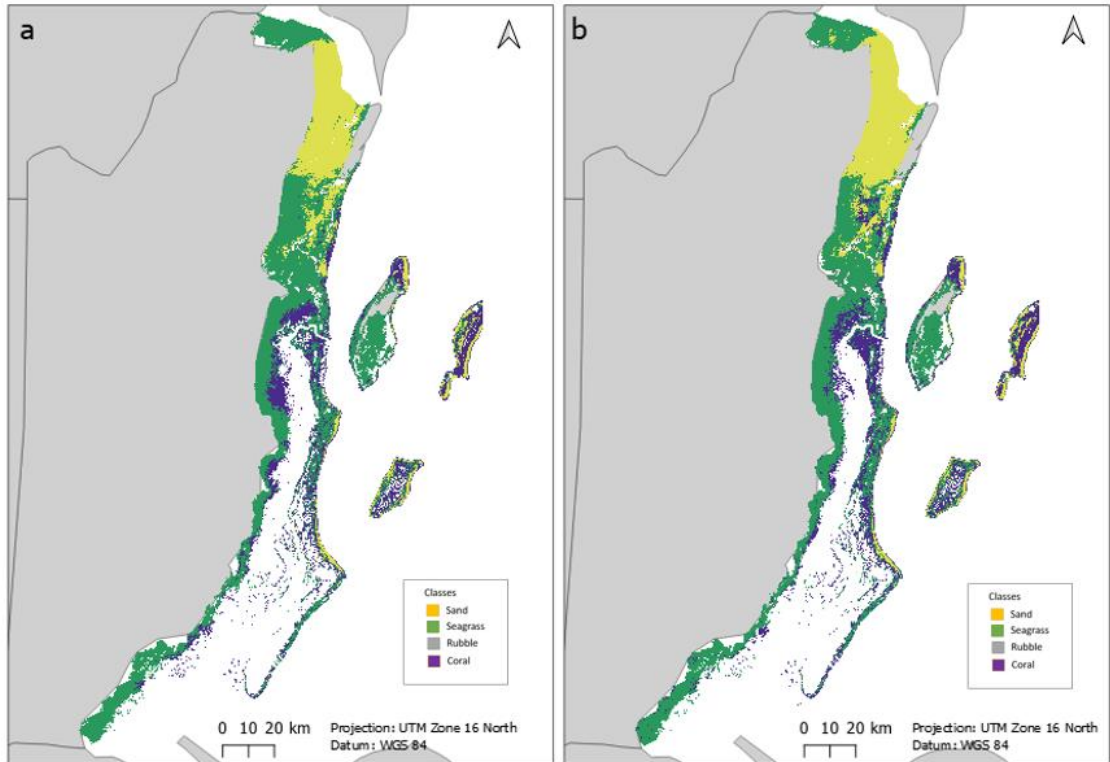 a
Classes
Sand
Seagrass
Rubble
Coral
0 10 20 km
Projection: UTM Zone 16 North
Datum: WGS 84
b
Classes
Sand
Seagrass
Rubble
Coral
0 10 20 km
Projection: UTM Zone 16 North
Datum: WGS 84